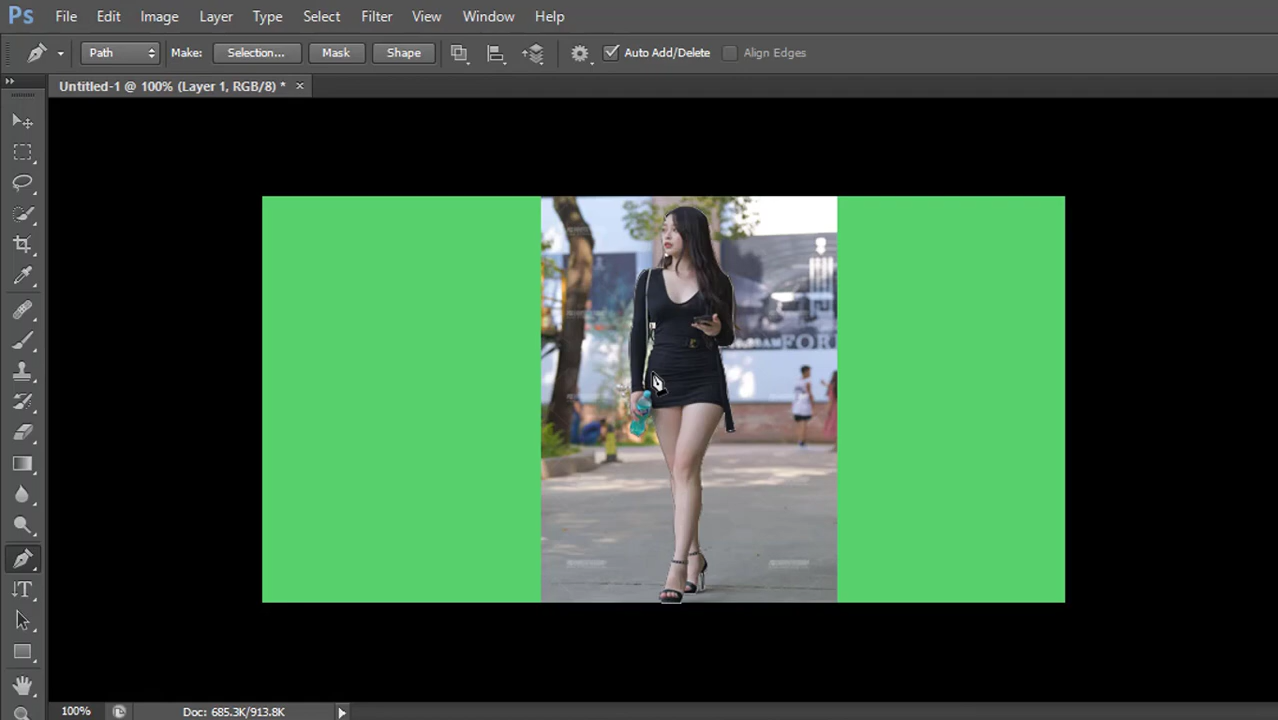 Ps File Edit Image Layer Type Select Filter View Window Help
Path Make: Selection... Mask Shape Auto Add/Delete Align Edges
Untitled-1 @ 100% (Layer 1, RGB/8) * ×
FOR
100% Doc: 685.3K/913.8K